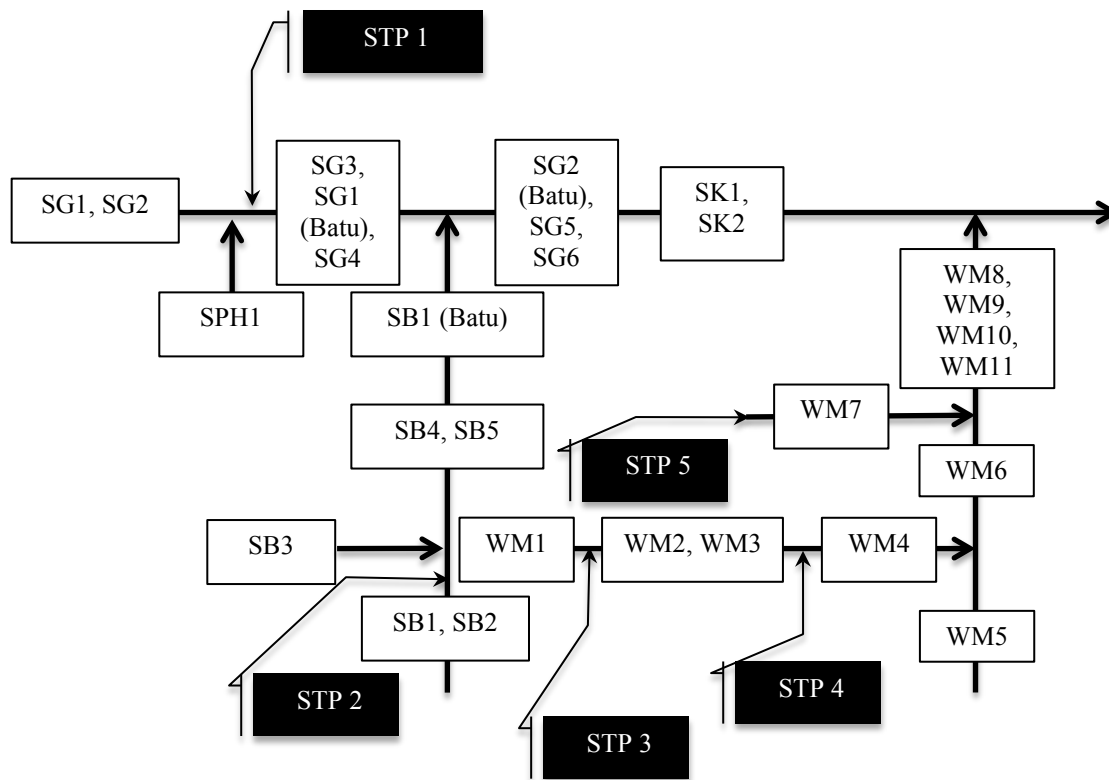 STP 1
SG1, SG2
SG3,
SG1
(Batu),
SG4
SG2
(Batu),
SG5,
SG6
SK1,
SK2
SPH1
SB1 (Batu)
WM8,
WM9,
WM10,
WM11
SB4, SB5
WM7
STP 5
WM6
SB3
WM1
WM2, WM3
WM4
SB1, SB2
WM5
STP 2
STP 3
STP 4